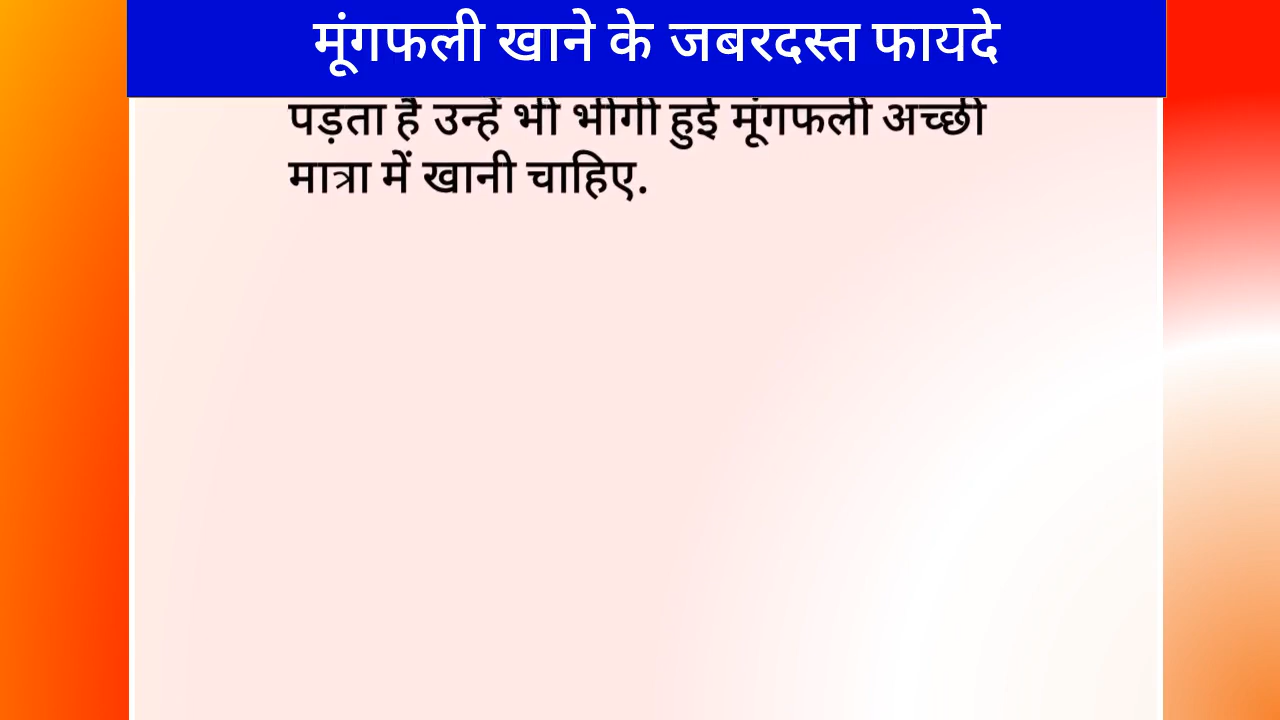 मूंगफली खाने के जबरदस्त फायदे
पड़ता है उन्हें भी भीगी हुई मूंगफली अच्छी
मात्रा में खानी चाहिए.